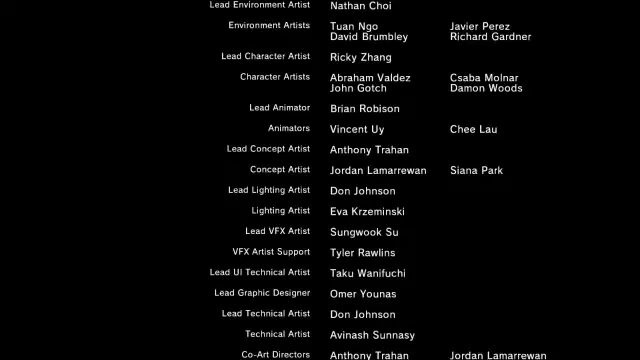 Lead Environment Artist Nathan Choi
Environment Artists Tuan Ngo Javier Perez
David Brumbley Richard Gardner
Lead Character Artist Ricky Zhang
Character Artists Abraham Valdez Csaba Molnar
John Gotch Damon Woods
Lead Animator Brian Robison
Animators Vincent Uy Chee Lau
Lead Concept Artist Anthony Trahan
Concept Artist Jordan Lamarrewan Siana Park
Lead Lighting Artist Don Johnson
Lighting Artist Eva Krzeminski
Lead VFX Artist Sungwook Su
VFX Artist Support Tyler Rawlins
Lead UI Technical Artist Taku Wanifuchi
Lead Graphic Designer Omer Younas
Lead Technical Artist Don Johnson
Technical Artist Avinash Sunnasy
Co-Art Directors Anthony Trahan Jordan Lamarrewan